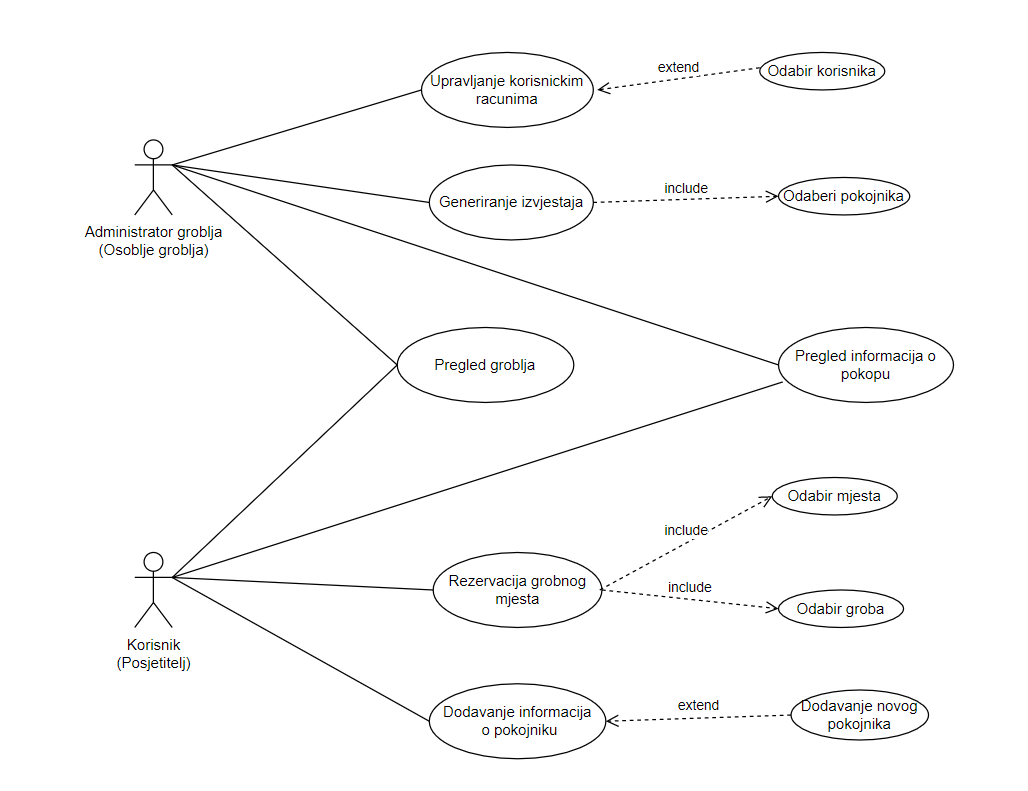 Upravljanje korisnickim
racunima
extend
Odabir korisnika
Administrator groblja
(Osoblje groblja)
Generiranje izvjestaja
include
Odaberi pokojnika
Pregled groblja
Pregled informacija o
pokopu
Korisnik
(Posjetitelj)
Rezervacija grobnog
mjesta
include
Odabir mjesta
include
Odabir groba
Dodavanje informacija
o pokojniku
extend
Dodavanje novog
pokojnika